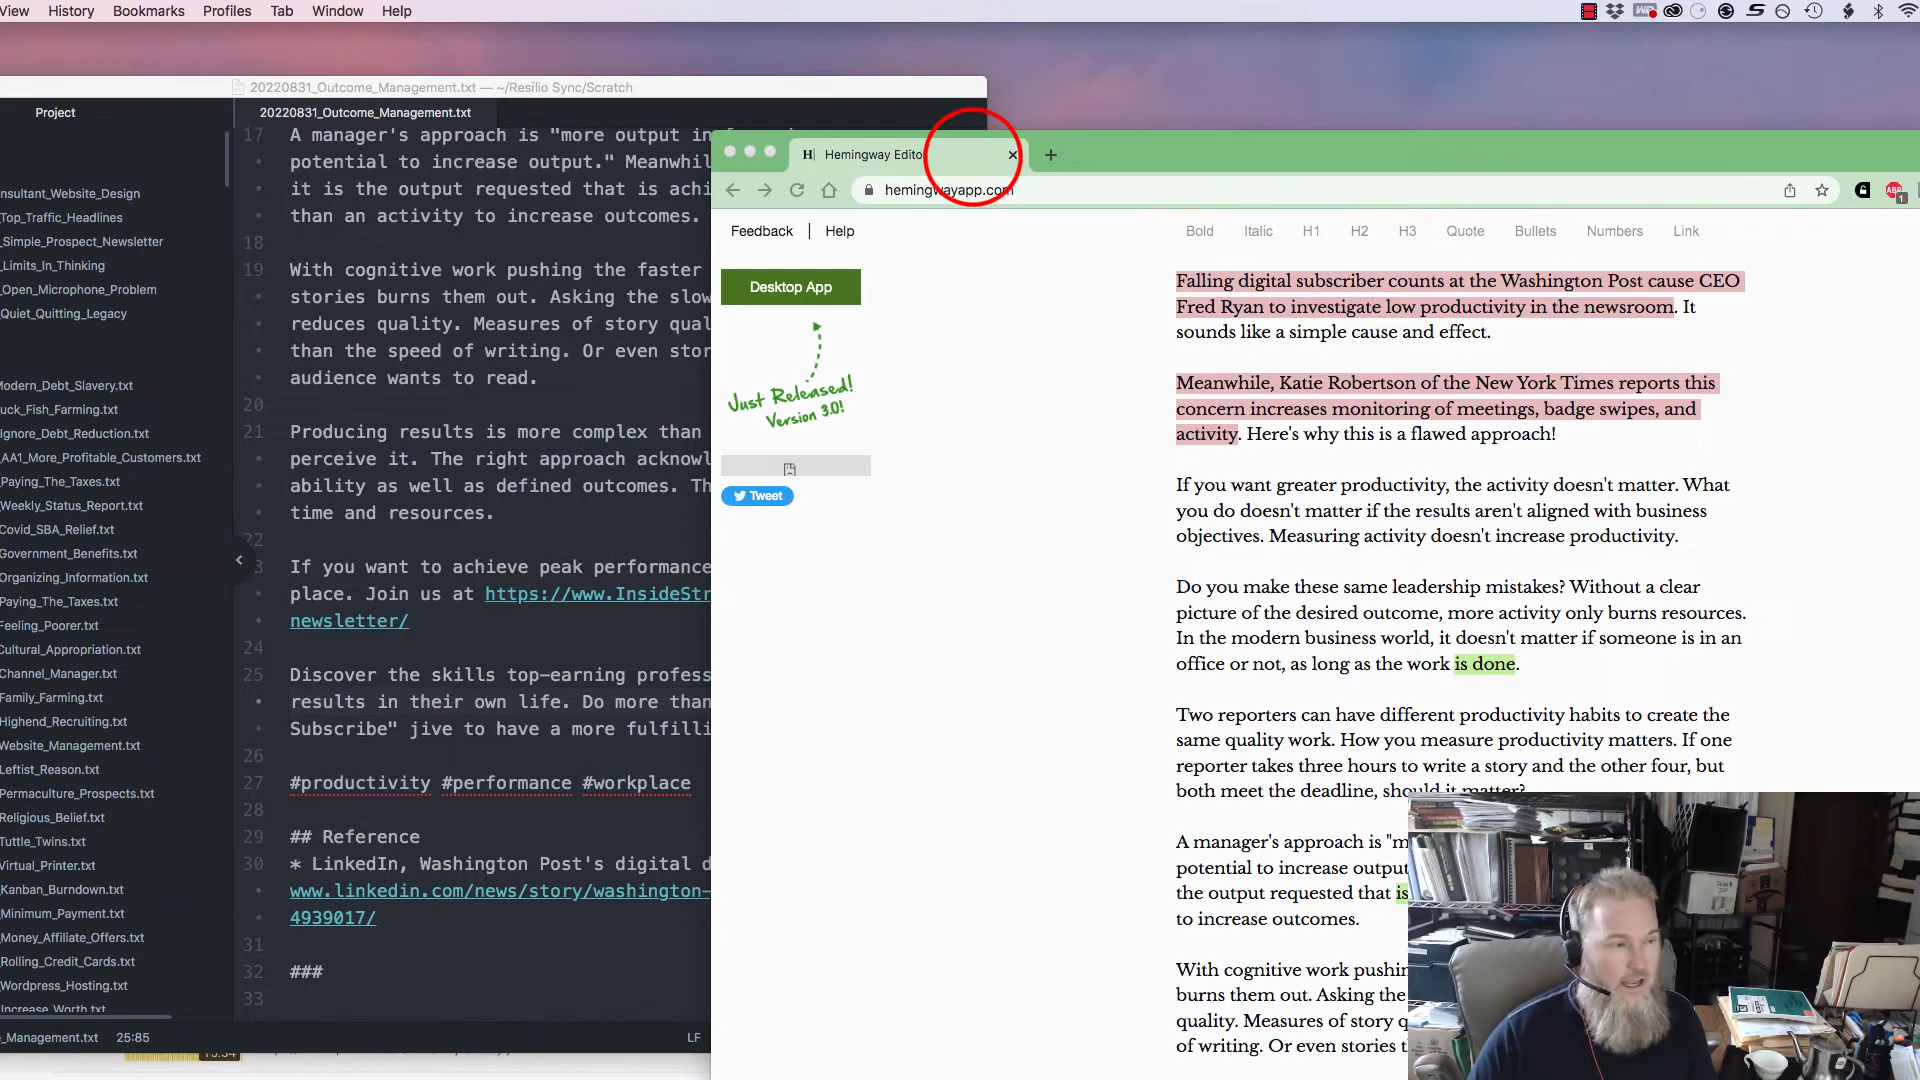 View History Bookmarks Profiles Tab Window Help
20220831_Outcome_Management.txt — ~/Resilio Sync/Scratch
Project
20220831_Outcome_Management.txt
nsultant_Website_Design
Top_Traffic_Headlines
Simple_Prospect_Newsletter
Limits_In_Thinking
Open_Microphone_Problem
Quiet_Quitting_Legacy
Modern_Debt_Slavery.txt
uck_Fish_Farming.txt
Ignore_Debt_Reduction.txt
AA1_More_Profitable_Customers.txt
Paying_The_Taxes.txt
Weekly_Status_Report.txt
Covid_SBA_Relief.txt
Government_Benefits.txt
Organizing_Information.txt
Paying_The_Taxes.txt
Feeling_Poorer.txt
Cultural_Appropriation.txt
Channel_Manager.txt
Family_Farming.txt
Highend_Recruiting.txt
Website_Management.txt
Leftist_Reason.txt
Permaculture_Prospects.txt
Religious_Belief.txt
Tuttle_Twins.txt
Virtual_Printer.txt
Kanban_Burndown.txt
Minimum_Payment.txt
Money_Affiliate_Offers.txt
Rolling_Credit_Cards.txt
Wordpress_Hosting.txt
Increase_Worth.txt
17 A manager's approach is "more output in
potential to increase output." Meanwhil
it is the output requested that is achi
than an activity to increase outcomes.
18
19 With cognitive work pushing the faster
stories burns them out. Asking the slow
reduces quality. Measures of story qual
than the speed of writing. Or even stor
audience wants to read.
20
21 Producing results is more complex than
perceive it. The right approach acknowl
ability as well as defined outcomes. Th
time and resources.
22
3 If you want to achieve peak performance
place. Join us at https://www.InsideStr
newsletter/
24
25 Discover the skills top-earning profess
results in their own life. Do more than
Subscribe" jive to have a more fulfilli
26
27 #productivity #performance #workplace
28
29 ## Reference
30 * LinkedIn, Washington Post's digital d
www.linkedin.com/news/story/washington-
4939017/
31
32 ###
33
e_Management.txt 25:85 LF
15:34
H Hemingway Edito
hemingwayapp.com
ABP 1
Feedback | Help
Bold Italic H1 H2 H3 Quote Bullets Numbers Link
Desktop App
Just Released!
Version 3.0!
Tweet
Falling digital subscriber counts at the Washington Post cause CEO
Fred Ryan to investigate low productivity in the newsroom. It
sounds like a simple cause and effect.
Meanwhile, Katie Robertson of the New York Times reports this
concern increases monitoring of meetings, badge swipes, and
activity. Here's why this is a flawed approach!
If you want greater productivity, the activity doesn't matter. What
you do doesn't matter if the results aren't aligned with business
objectives. Measuring activity doesn't increase productivity.
Do you make these same leadership mistakes? Without a clear
picture of the desired outcome, more activity only burns resources.
In the modern business world, it doesn't matter if someone is in an
office or not, as long as the work is done.
Two reporters can have different productivity habits to create the
same quality work. How you measure productivity matters. If one
reporter takes three hours to write a story and the other four, but
both meet the deadline, should it matter?
A manager's approach is "m
potential to increase output
the output requested that is
to increase outcomes.
With cognitive work pushin
burns them out. Asking the
quality. Measures of story q
of writing. Or even stories t